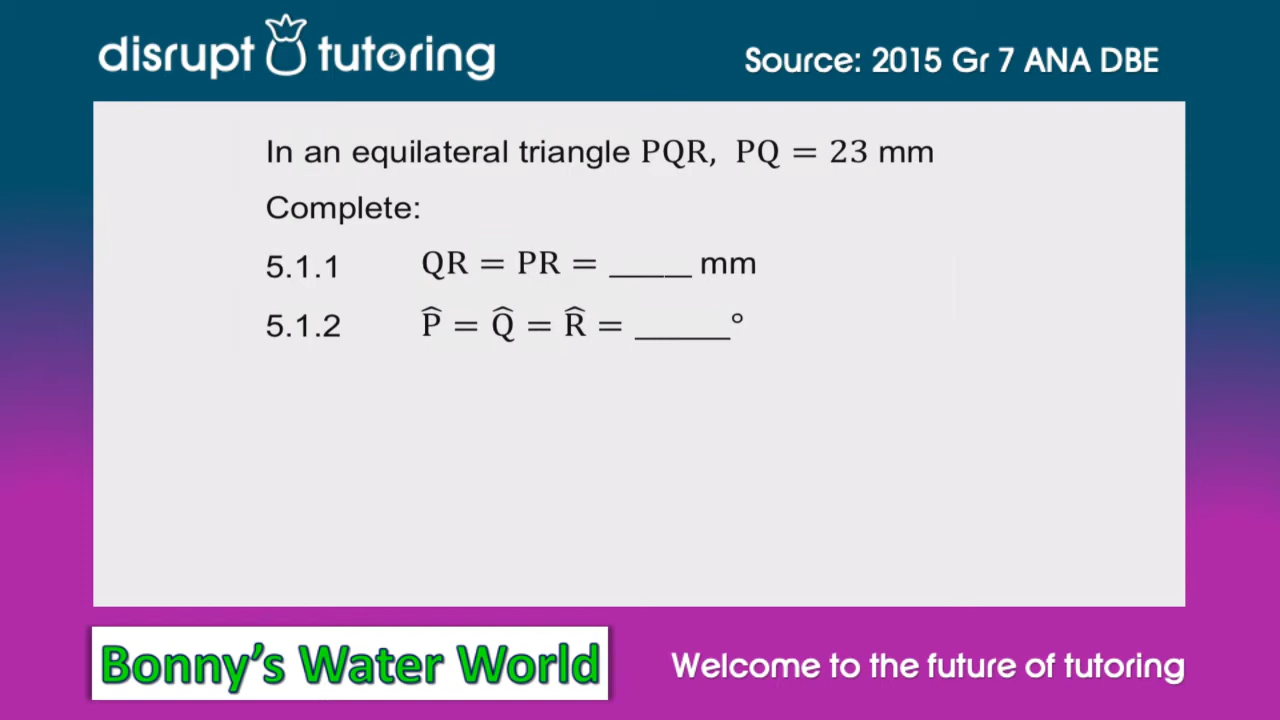 disrupt tutoring
Source: 2015 Gr 7 ANA DBE
In an equilateral triangle PQR, PQ = 23 mm
Complete:
5.1.1 QR = PR = _____ mm
5.1.2 P̂ = Q̂ = R̂ = ______°
Bonny's Water World
Welcome to the future of tutoring